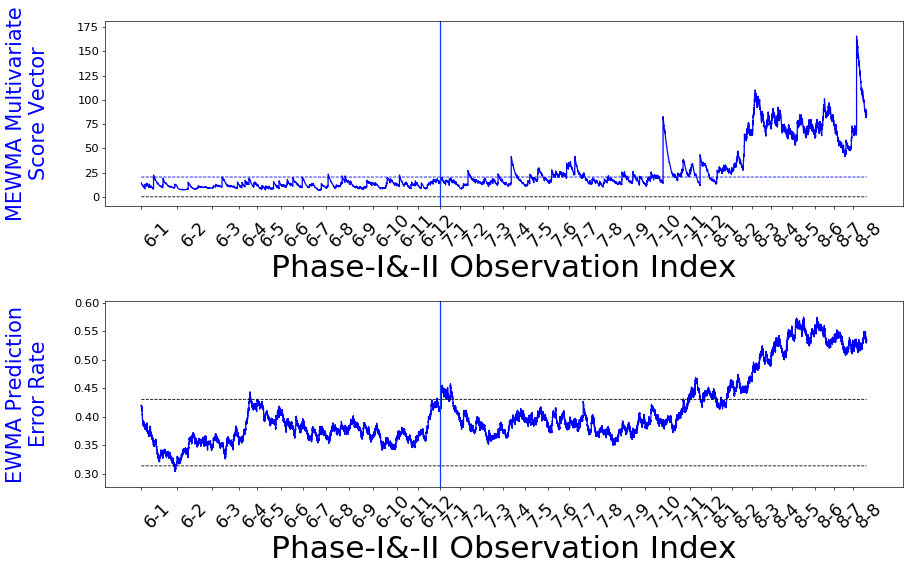 MEWMA Multivariate
Score Vector
175
150
125
100
75
50
25
0
6-1 6-2 6-3 6-4 6-5 6-6 6-7 6-8 6-9 6-10 6-11 6-12 7-1 7-2 7-3 7-4 7-5 7-6 7-7 7-8 7-9 7-10 7-11 7-12 8-1 8-2 8-3 8-4 8-5 8-6 8-7 8-8
Phase-I&-II Observation Index
EWMA Prediction
Error Rate
0.60
0.55
0.50
0.45
0.40
0.35
0.30
6-1 6-2 6-3 6-4 6-5 6-6 6-7 6-8 6-9 6-10 6-11 6-12 7-1 7-2 7-3 7-4 7-5 7-6 7-7 7-8 7-9 7-10 7-11 7-12 8-1 8-2 8-3 8-4 8-5 8-6 8-7 8-8
Phase-I&-II Observation Index